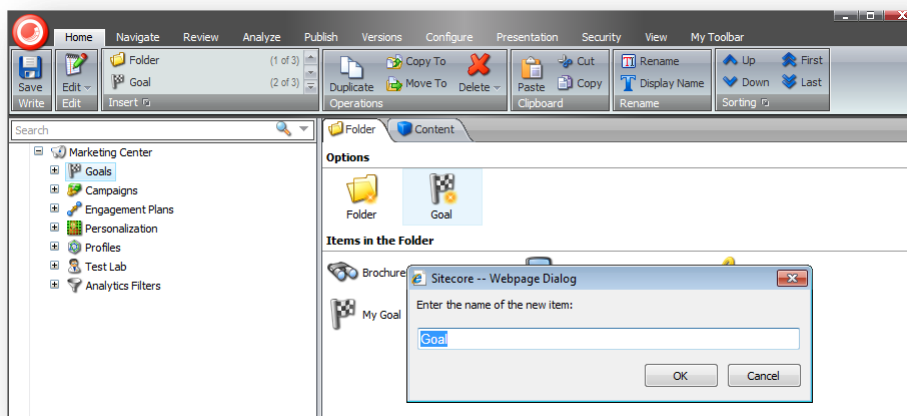 Home Navigate Review Analyze Publish Versions Configure Presentation Security View My Toolbar
Save
Write
Edit
Edit
Folder (1 of 3)
Goal (2 of 3)
Insert
Duplicate
Copy To
Move To
Delete
Operations
Paste
Cut
Copy
Clipboard
Rename
Display Name
Rename
Up First
Down Last
Sorting
Search
Marketing Center
Goals
Campaigns
Engagement Plans
Personalization
Profiles
Test Lab
Analytics Filters
Folder Content
Options
Folder Goal
Items in the Folder
Brochure
My Goal
Sitecore -- Webpage Dialog
Enter the name of the new item:
Goal
OK Cancel